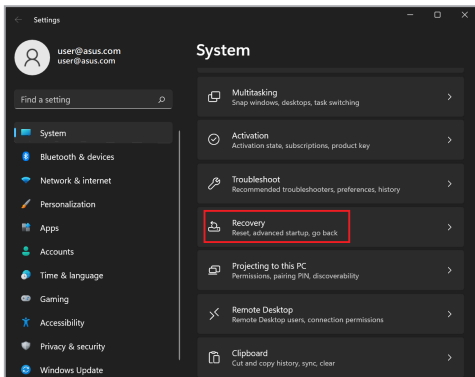 Settings
user@asus.com
user@asus.com
Find a setting
System
Bluetooth & devices
Network & internet
Personalization
Apps
Accounts
Time & language
Gaming
Accessibility
Privacy & security
Windows Update
System
Multitasking
Snap windows, desktops, task switching
Activation
Activation state, subscriptions, product key
Troubleshoot
Recommended troubleshooters, preferences, history
Recovery
Reset, advanced startup, go back
Projecting to this PC
Permissions, pairing PIN, discoverability
Remote Desktop
Remote Desktop users, connection permissions
Clipboard
Cut and copy history, sync, clear